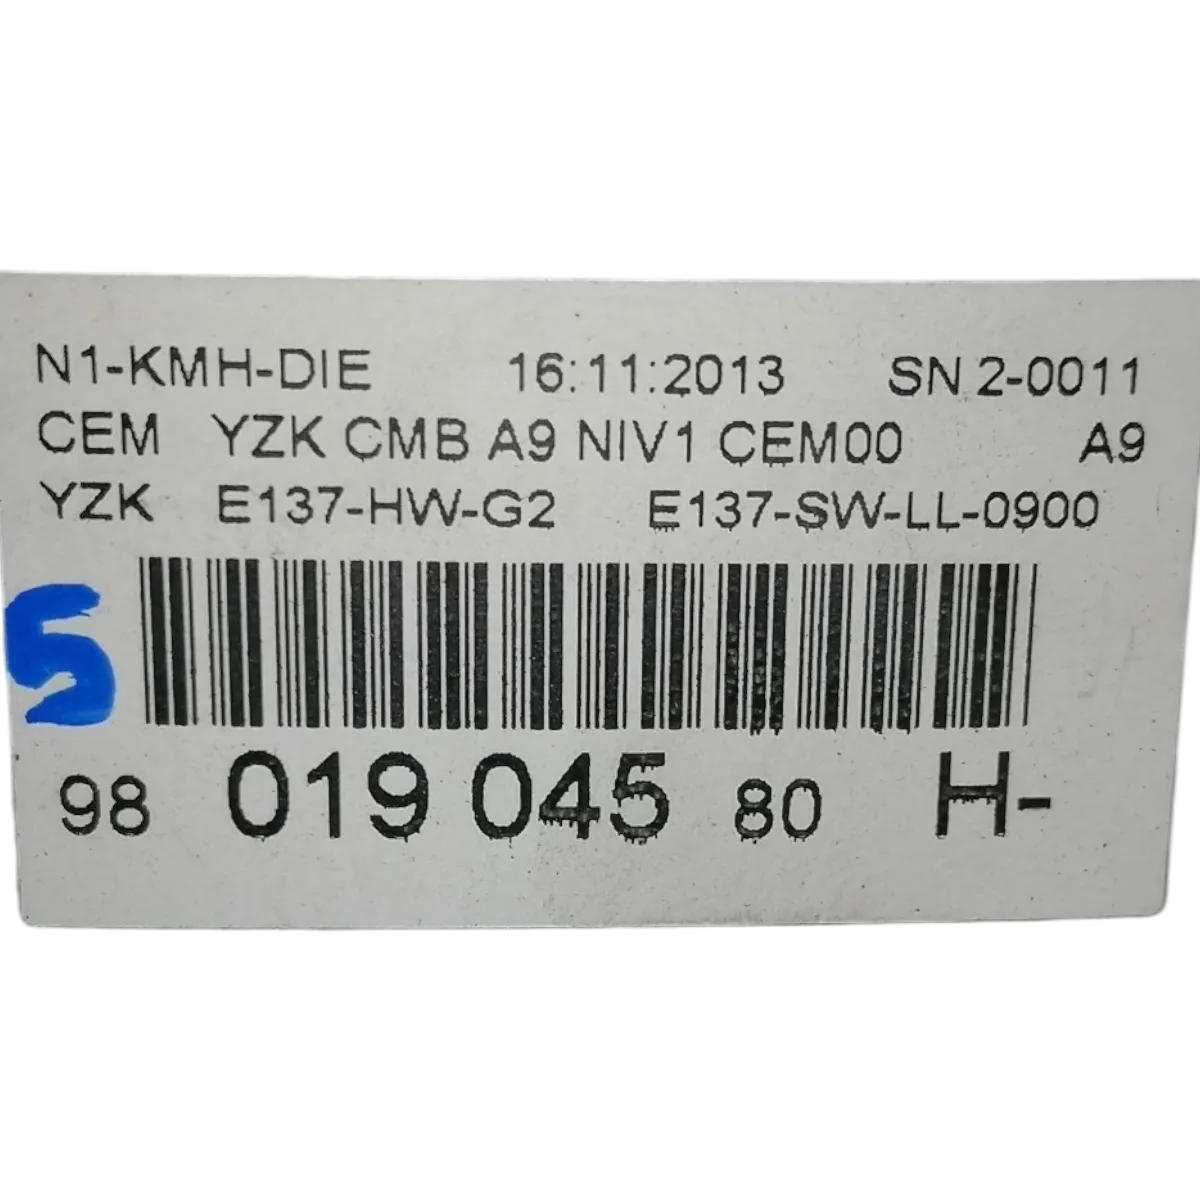 N1-KMH-DIE 16:11:2013 SN 2-0011
CEM YZK CMB A9 NIV1 CEM00 A9
YZK E137-HW-G2 E137-SW-LL-0900
5
98 019 045 80 H-